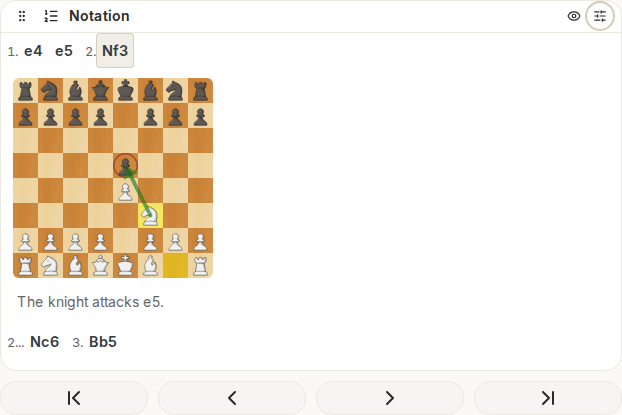 Notation
1. e4 e5 2. Nf3
The knight attacks e5.
2... Nc6 3. Bb5